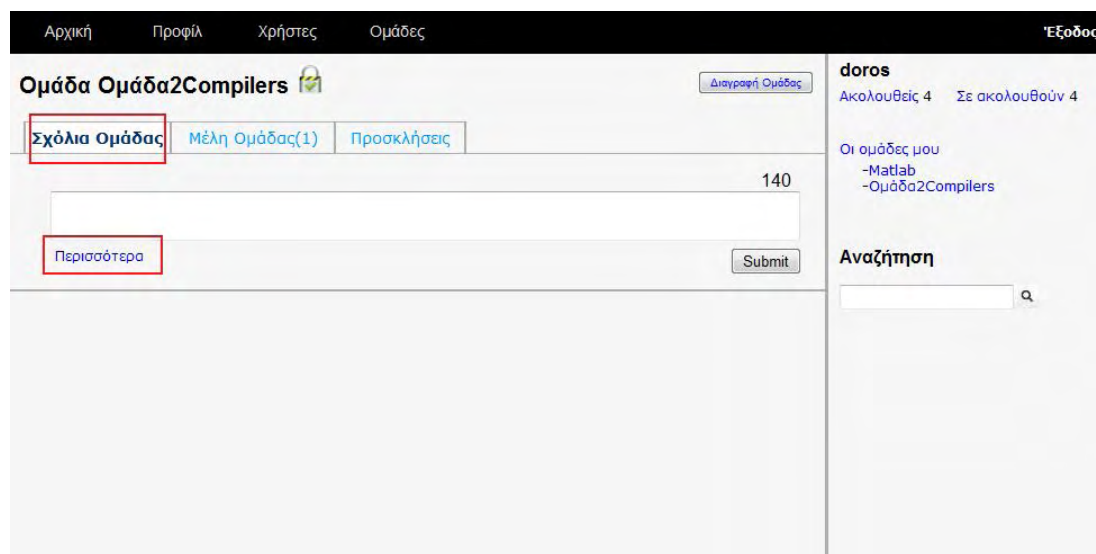 Αρχική Προφίλ Χρήστες Ομάδες Έξοδος
Ομάδα Ομάδα2Compilers
Διαγραφή Ομάδας
Σχόλια Ομάδας Μέλη Ομάδας(1) Προσκλήσεις
140
Περισσότερα
Submit
doros
Ακολουθείς 4 Σε ακολουθούν 4
Οι ομάδες μου
-Matlab
-Ομάδα2Compilers
Αναζήτηση